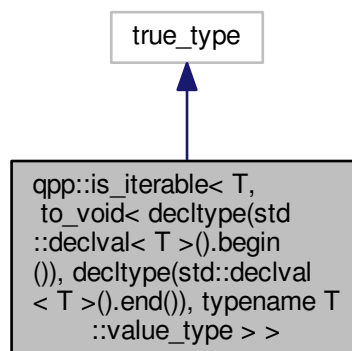 true_type
qpp::is_iterable< T,
to_void< decltype(std
::declval< T >().begin
()), decltype(std::declval
< T >().end()), typename T
::value_type > >